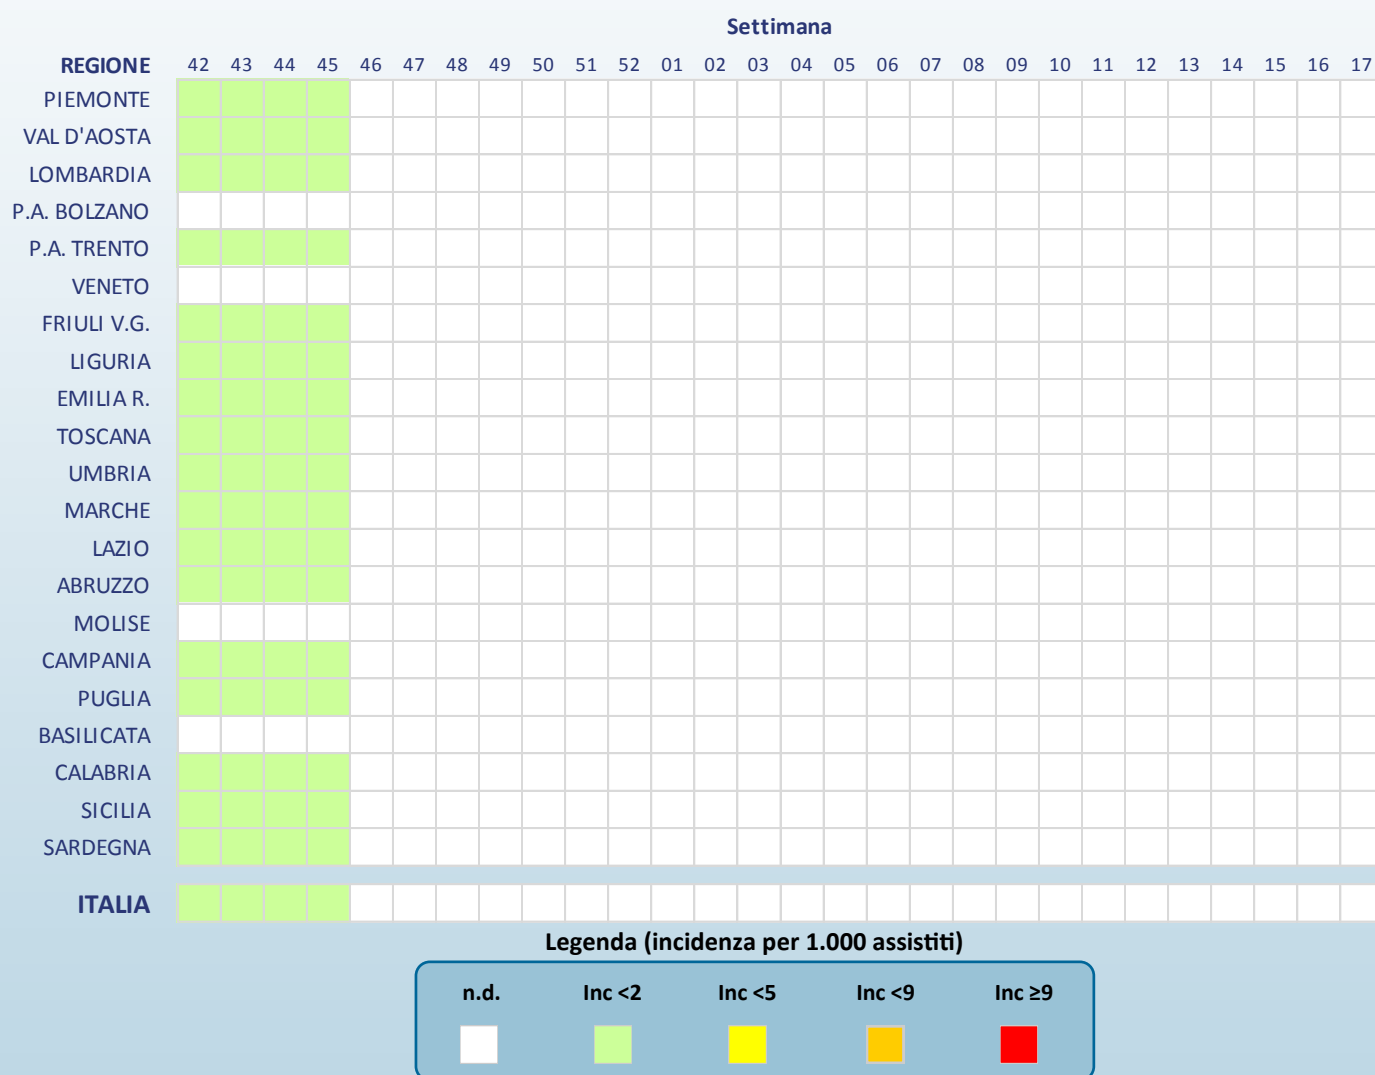 Settimana
REGIONE 42 43 44 45 46 47 48 49 50 51 52 01 02 03 04 05 06 07 08 09 10 11 12 13 14 15 16 17
PIEMONTE
VAL D'AOSTA
LOMBARDIA
P.A. BOLZANO
P.A. TRENTO
VENETO
FRIULI V.G.
LIGURIA
EMILIA R.
TOSCANA
UMBRIA
MARCHE
LAZIO
ABRUZZO
MOLISE
CAMPANIA
PUGLIA
BASILICATA
CALABRIA
SICILIA
SARDEGNA
ITALIA
Legenda (incidenza per 1.000 assistiti)
n.d. Inc <2 Inc <5 Inc <9 Inc ≥9